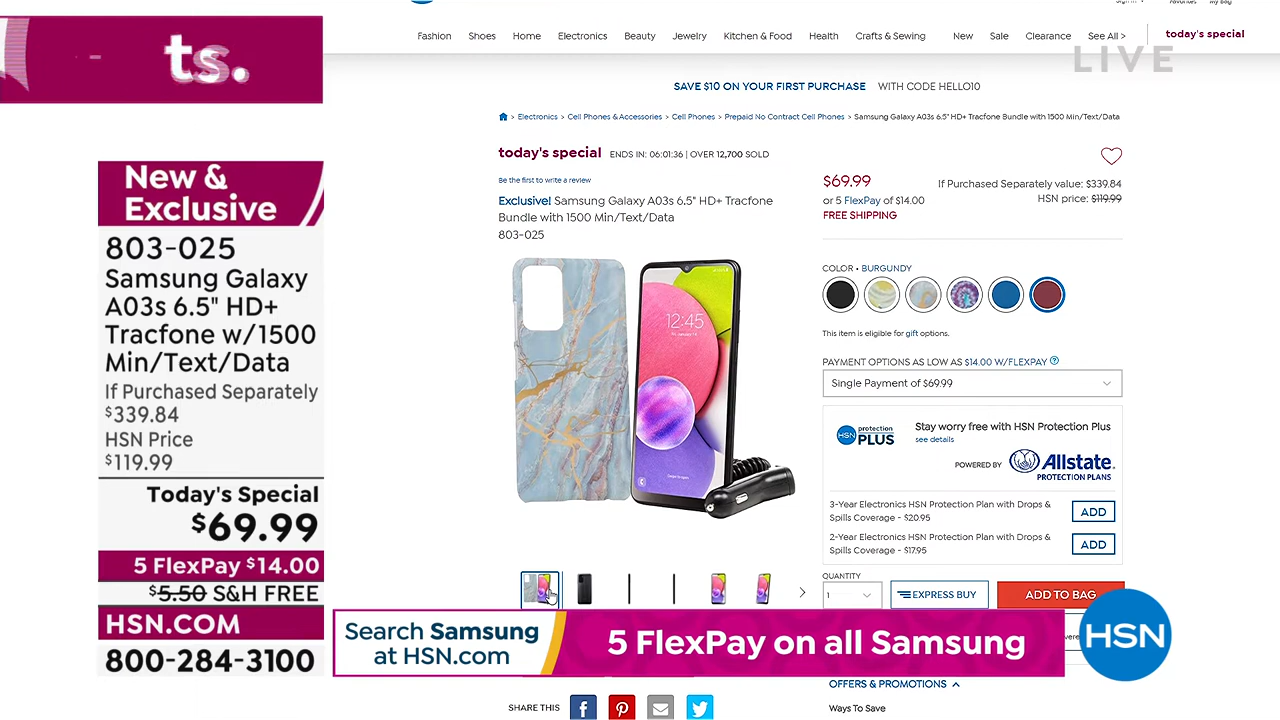 ts.
New &
Exclusive
803-025
Samsung Galaxy
A03s 6.5" HD+
Tracfone w/1500
Min/Text/Data
If Purchased Separately
$339.84
HSN Price
$119.99
Today's Special
$69.99
5 FlexPay $14.00
$5.50 S&H FREE
HSN.COM
800-284-3100
Fashion Shoes Home Electronics Beauty Jewelry Kitchen & Food Health Crafts & Sewing New Sale Clearance See All > today's special
LIVE
SAVE $10 ON YOUR FIRST PURCHASE WITH CODE HELLO10
> Electronics > Cell Phones & Accessories > Cell Phones > Prepaid No Contract Cell Phones > Samsung Galaxy A03s 6.5" HD+ Tracfone Bundle with 1500 Min/Text/Data
today's special ENDS IN: 06:01:36 | OVER 12,700 SOLD
Be the first to write a review
Exclusive! Samsung Galaxy A03s 6.5" HD+ Tracfone
Bundle with 1500 Min/Text/Data
803-025
12:45
$69.99
or 5 FlexPay of $14.00
FREE SHIPPING
If Purchased Separately value: $339.84
HSN price: $119.99
COLOR • BURGUNDY
This item is eligible for gift options.
PAYMENT OPTIONS AS LOW AS $14.00 W/FLEXPAY ?
Single Payment of $69.99
HSN protection
PLUS
Stay worry free with HSN Protection Plus
see details
POWERED BY Allstate.
PROTECTION PLANS
3-Year Electronics HSN Protection Plan with Drops &
Spills Coverage - $20.95
ADD
2-Year Electronics HSN Protection Plan with Drops &
Spills Coverage - $17.95
ADD
QUANTITY
1
EXPRESS BUY
ADD TO BAG
Search Samsung
at HSN.com
5 FlexPay on all Samsung
HSN
OFFERS & PROMOTIONS
Ways To Save
SHARE THIS